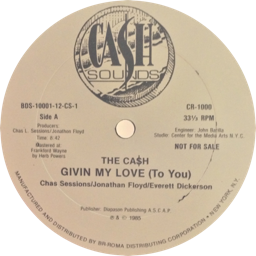 CA$H
SOUNDS
BDS-10001-12-CS-1
CR-1000
Side A
33⅓ RPM
Producers:
Chas L. Sessions/Jonathan Floyd
Time: 6:42
Mastered at
Frankford Wayne
by Herb Powers
Engineer: John Battis
Studio: Center for the Media Arts N.Y.C.
NOT FOR SALE
THE CA$H
GIVIN MY LOVE (To You)
Chas Sessions/Jonathan Floyd/Everett Dickerson
Publisher: A S C A P
℗ & © 1985
MANUFACTURED AND DISTRIBUTED BY BR-ROMA DISTRIBUTING CORPORATION • NEW YORK, N.Y.